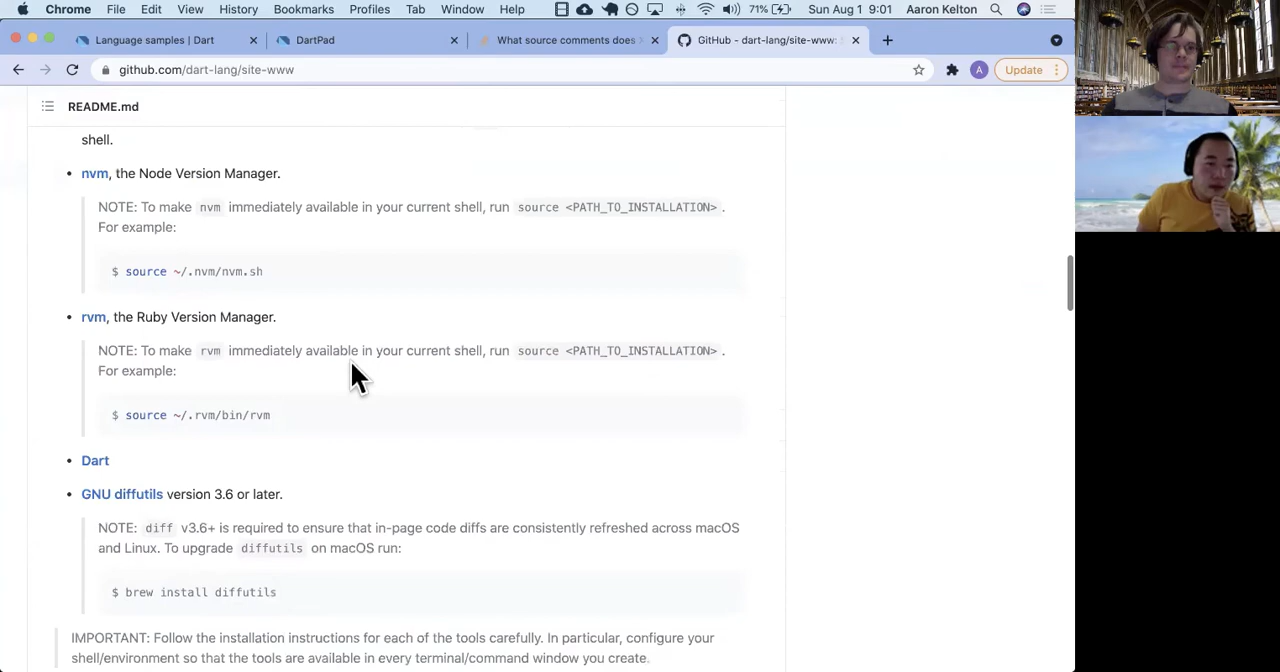 Chrome File Edit View History Bookmarks Profiles Tab Window Help 71% Sun Aug 1 9:01 Aaron Kelton
Language samples | Dart DartPad What source comments does GitHub - dart-lang/site-www:
github.com/dart-lang/site-www A Update
README.md
shell.
nvm, the Node Version Manager.
NOTE: To make nvm immediately available in your current shell, run source <PATH_TO_INSTALLATION>.
For example:
$ source ~/.nvm/nvm.sh
rvm, the Ruby Version Manager.
NOTE: To make rvm immediately available in your current shell, run source <PATH_TO_INSTALLATION>.
For example:
$ source ~/.rvm/bin/rvm
Dart
GNU diffutils version 3.6 or later.
NOTE: diff v3.6+ is required to ensure that in-page code diffs are consistently refreshed across macOS
and Linux. To upgrade diffutils on macOS run:
$ brew install diffutils
IMPORTANT: Follow the installation instructions for each of the tools carefully. In particular, configure your
shell/environment so that the tools are available in every terminal/command window you create.